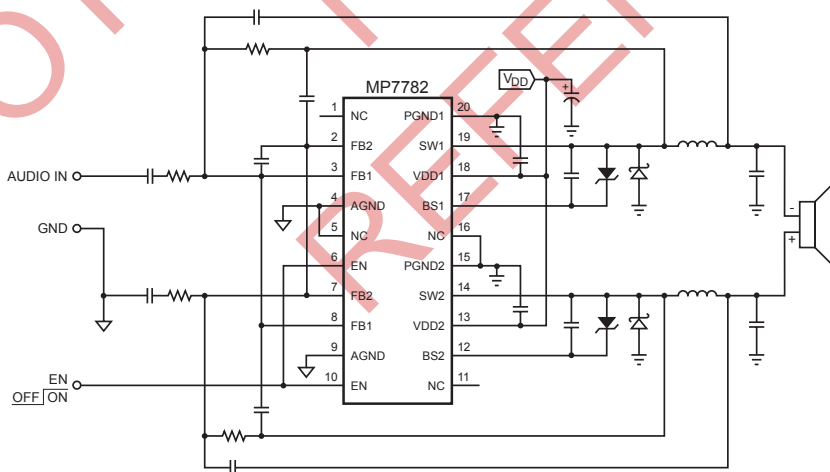 MP7782
V_DD
1 NC PGND1 20
2 FB2 SW1 19
3 FB1 VDD1 18
4 AGND BS1 17
5 NC NC 16
6 EN PGND2 15
7 FB2 SW2 14
8 FB1 VDD2 13
9 AGND BS2 12
10 EN NC 11
AUDIO IN
GND
EN
OFF ON
+
-
+